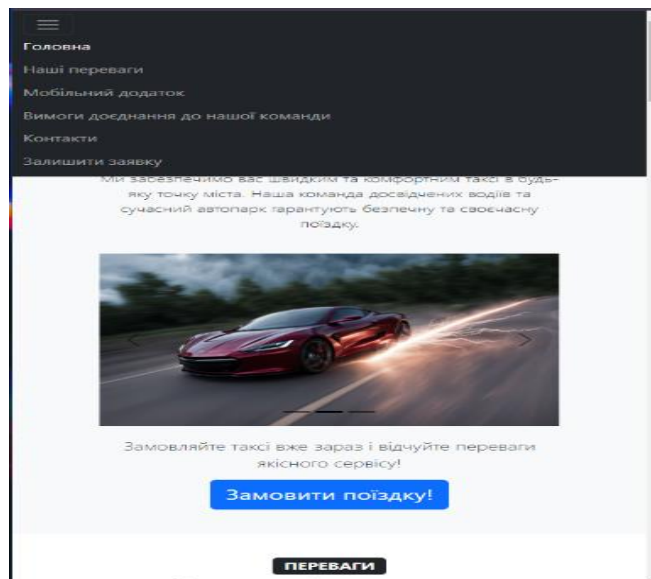 Головна
Наші переваги
Мобільний додаток
Вимоги доєднання до нашої команди
Контакти
Залишити заявку
Ми забезпечимо вас швидким та комфортним таксі в будь-
яку точку міста. Наша команда досвідчених водіїв та
сучасний автопарк гарантують безпечну та своєчасну
поїздку.
Замовляйте таксі вже зараз і відчуйте переваги
якісного сервісу!
Замовити поїздку!
ПЕРЕВАГИ